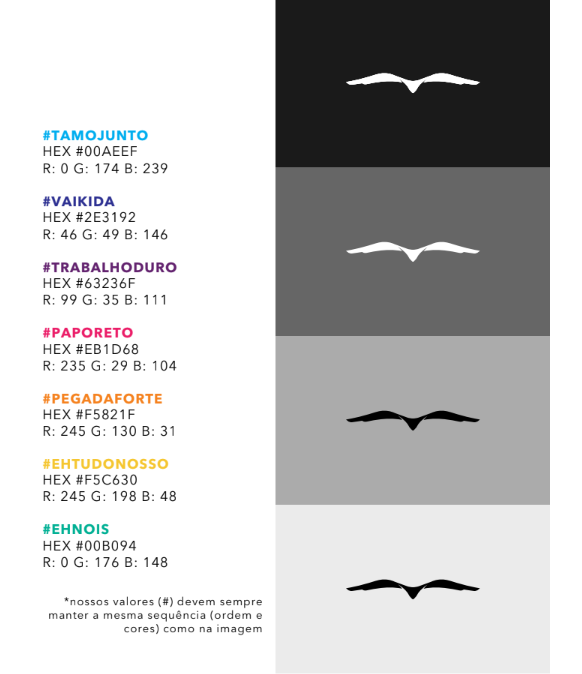 #TAMOJUNTO
HEX #00AEEF
R: 0 G: 174 B: 239
#VAIKIDA
HEX #2E3192
R: 46 G: 49 B: 146
#TRABALHODURO
HEX #63236F
R: 99 G: 35 B: 111
#PAPORETO
HEX #EB1D68
R: 235 G: 29 B: 104
#PEGADAFORTE
HEX #F5821F
R: 245 G: 130 B: 31
#EHTUDONOSSO
HEX #F5C630
R: 245 G: 198 B: 48
#EHNOIS
HEX #00B094
R: 0 G: 176 B: 148
*nossos valores (#) devem sempre
manter a mesma sequência (ordem e
cores) como na imagem